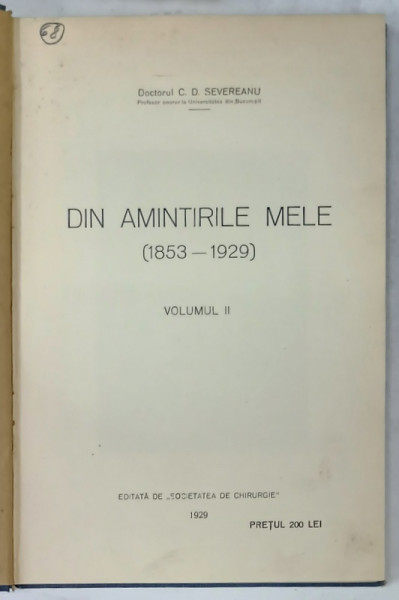 68
Doctorul C. D. SEVEREANU
Profesor onorar la Universitatea din București
DIN AMINTIRILE MELE
(1853 — 1929)
VOLUMUL II
EDITATĂ DE „SOCIETATEA DE CHIRURGIE"
1929
PREȚUL 200 LEI